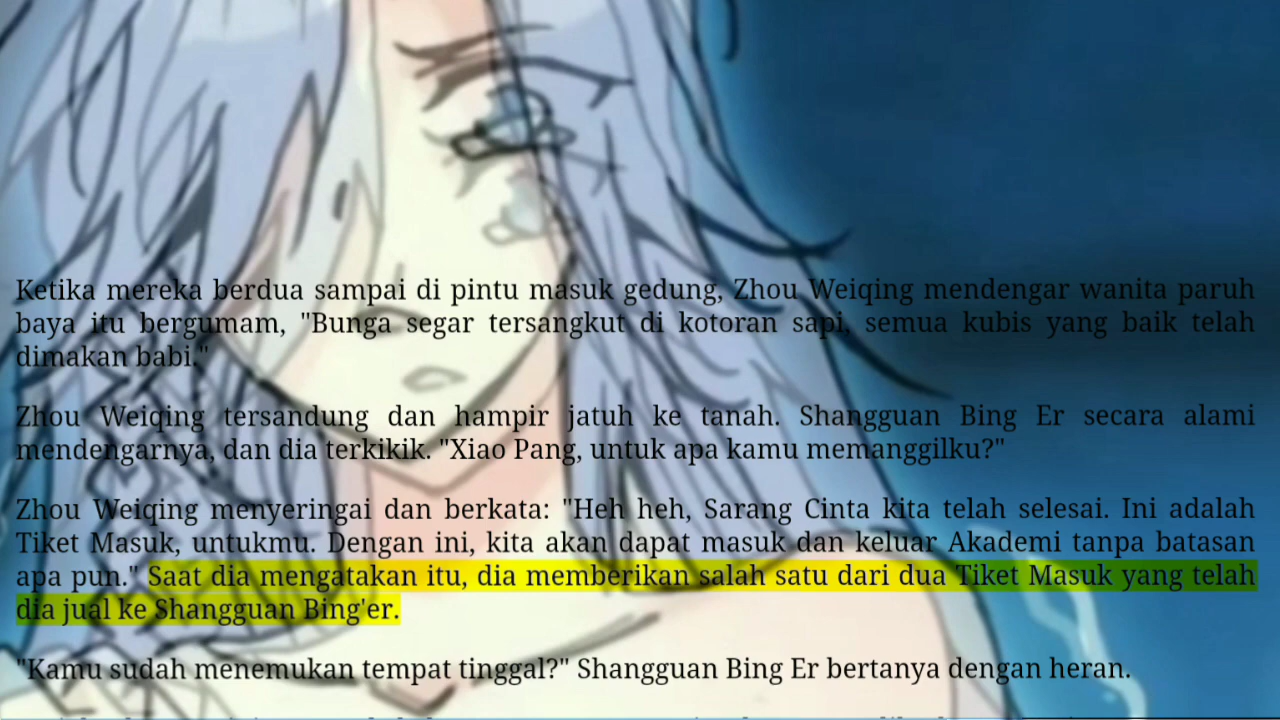 Ketika mereka berdua sampai di pintu masuk gedung, Zhou Weiqing mendengar wanita paruh
baya itu bergumam, "Bunga segar tersangkut di kotoran sapi, semua kubis yang baik telah
dimakan babi."
Zhou Weiqing tersandung dan hampir jatuh ke tanah. Shangguan Bing Er secara alami
mendengarnya, dan dia terkikik. "Xiao Pang, untuk apa kamu memanggilku?"
Zhou Weiqing menyeringai dan berkata: "Heh heh, Sarang Cinta kita telah selesai. Ini adalah
Tiket Masuk, untukmu. Dengan ini, kita akan dapat masuk dan keluar Akademi tanpa batasan
apa pun." Saat dia mengatakan itu, dia memberikan salah satu dari dua Tiket Masuk yang telah
dia jual ke Shangguan Bing'er.
"Kamu sudah menemukan tempat tinggal?" Shangguan Bing Er bertanya dengan heran.